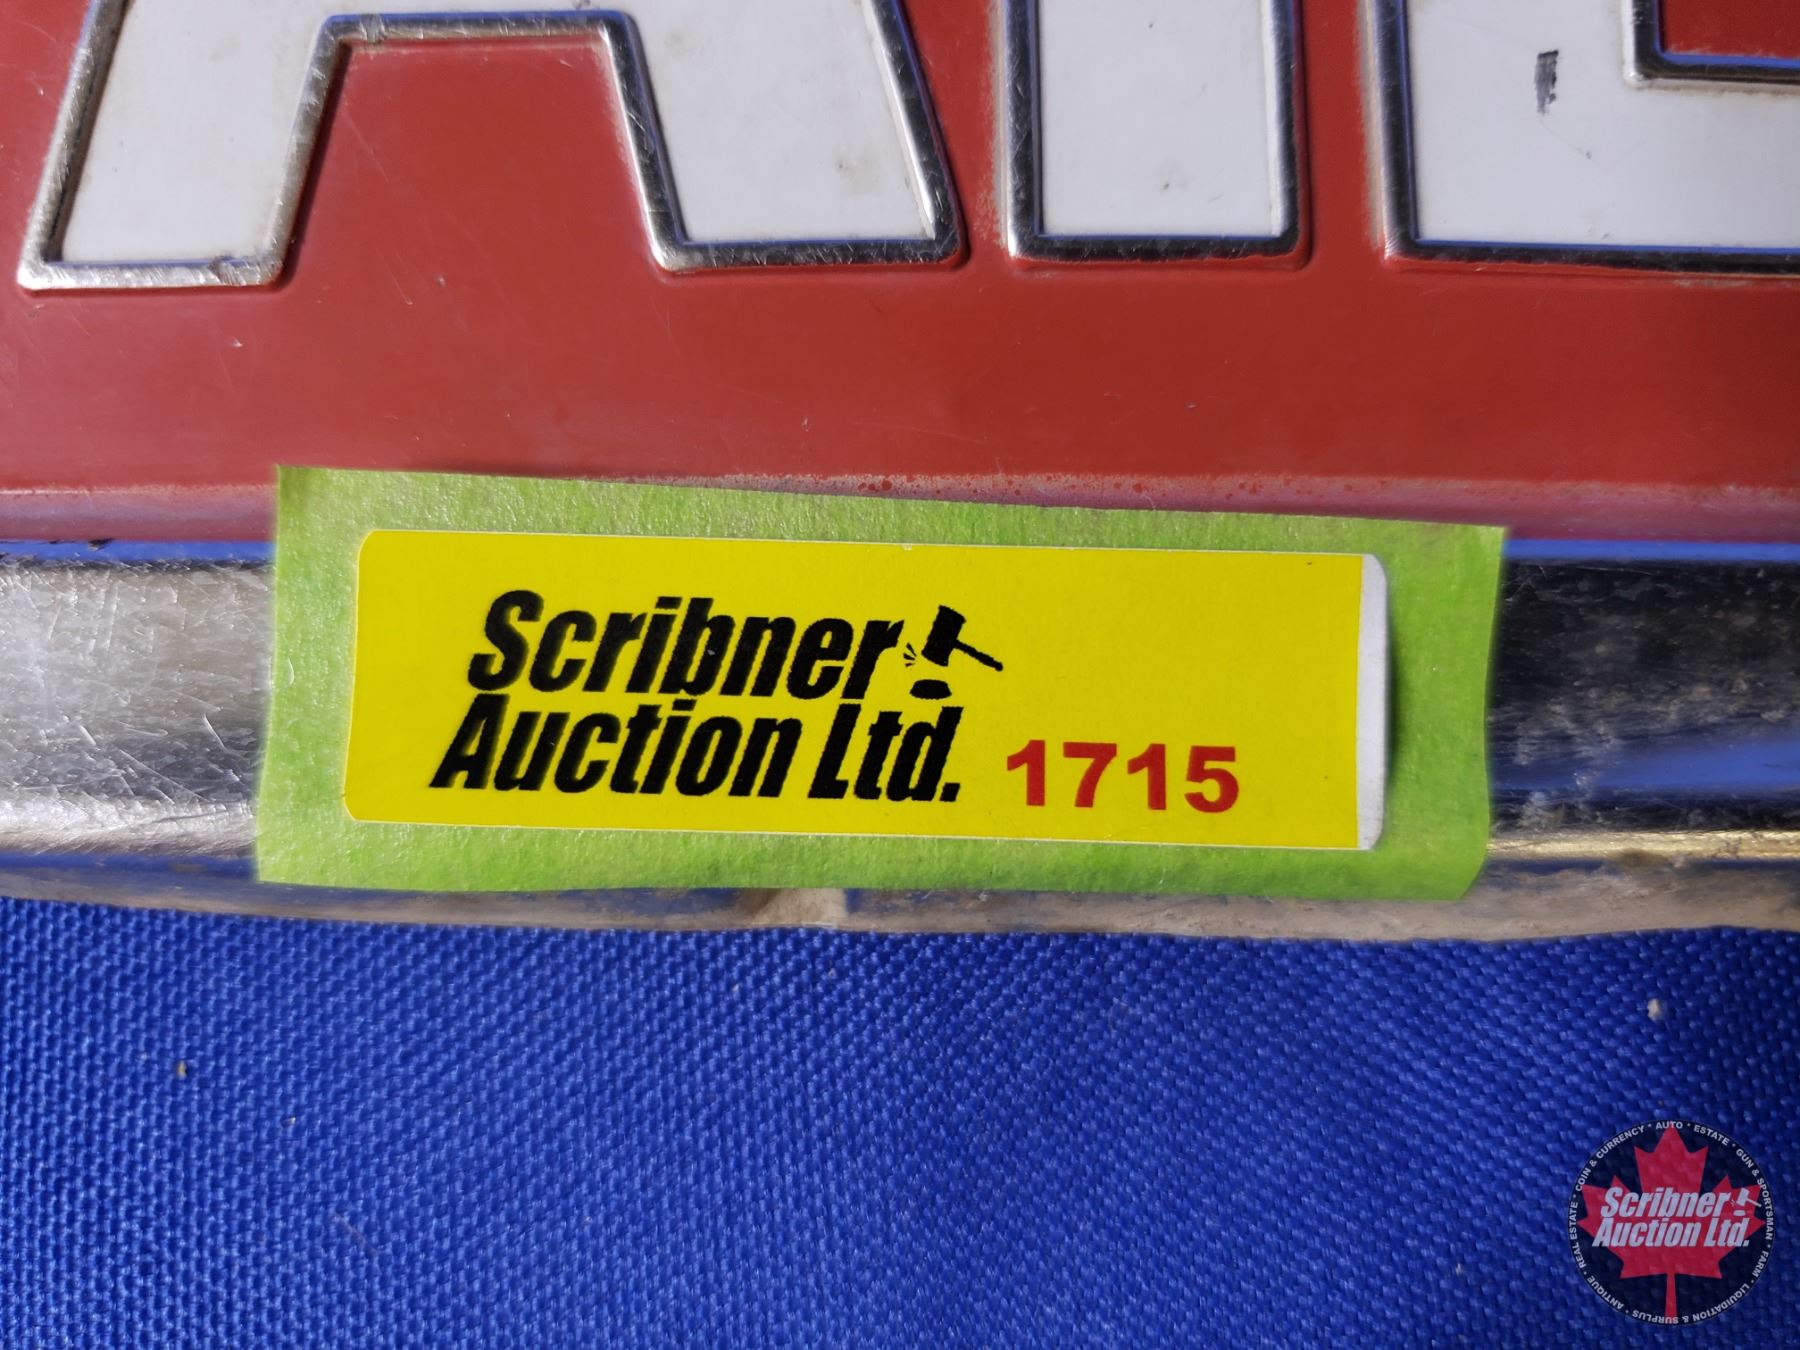 Scribner
Auction Ltd. 1715
COIN & CURRENCY • AUTO • ESTATE • GUN & SPORTSMAN • FARM • LIQUIDATION & SURPLUS • ANTIQUE • REAL ESTATE •
Scribner
Auction Ltd.